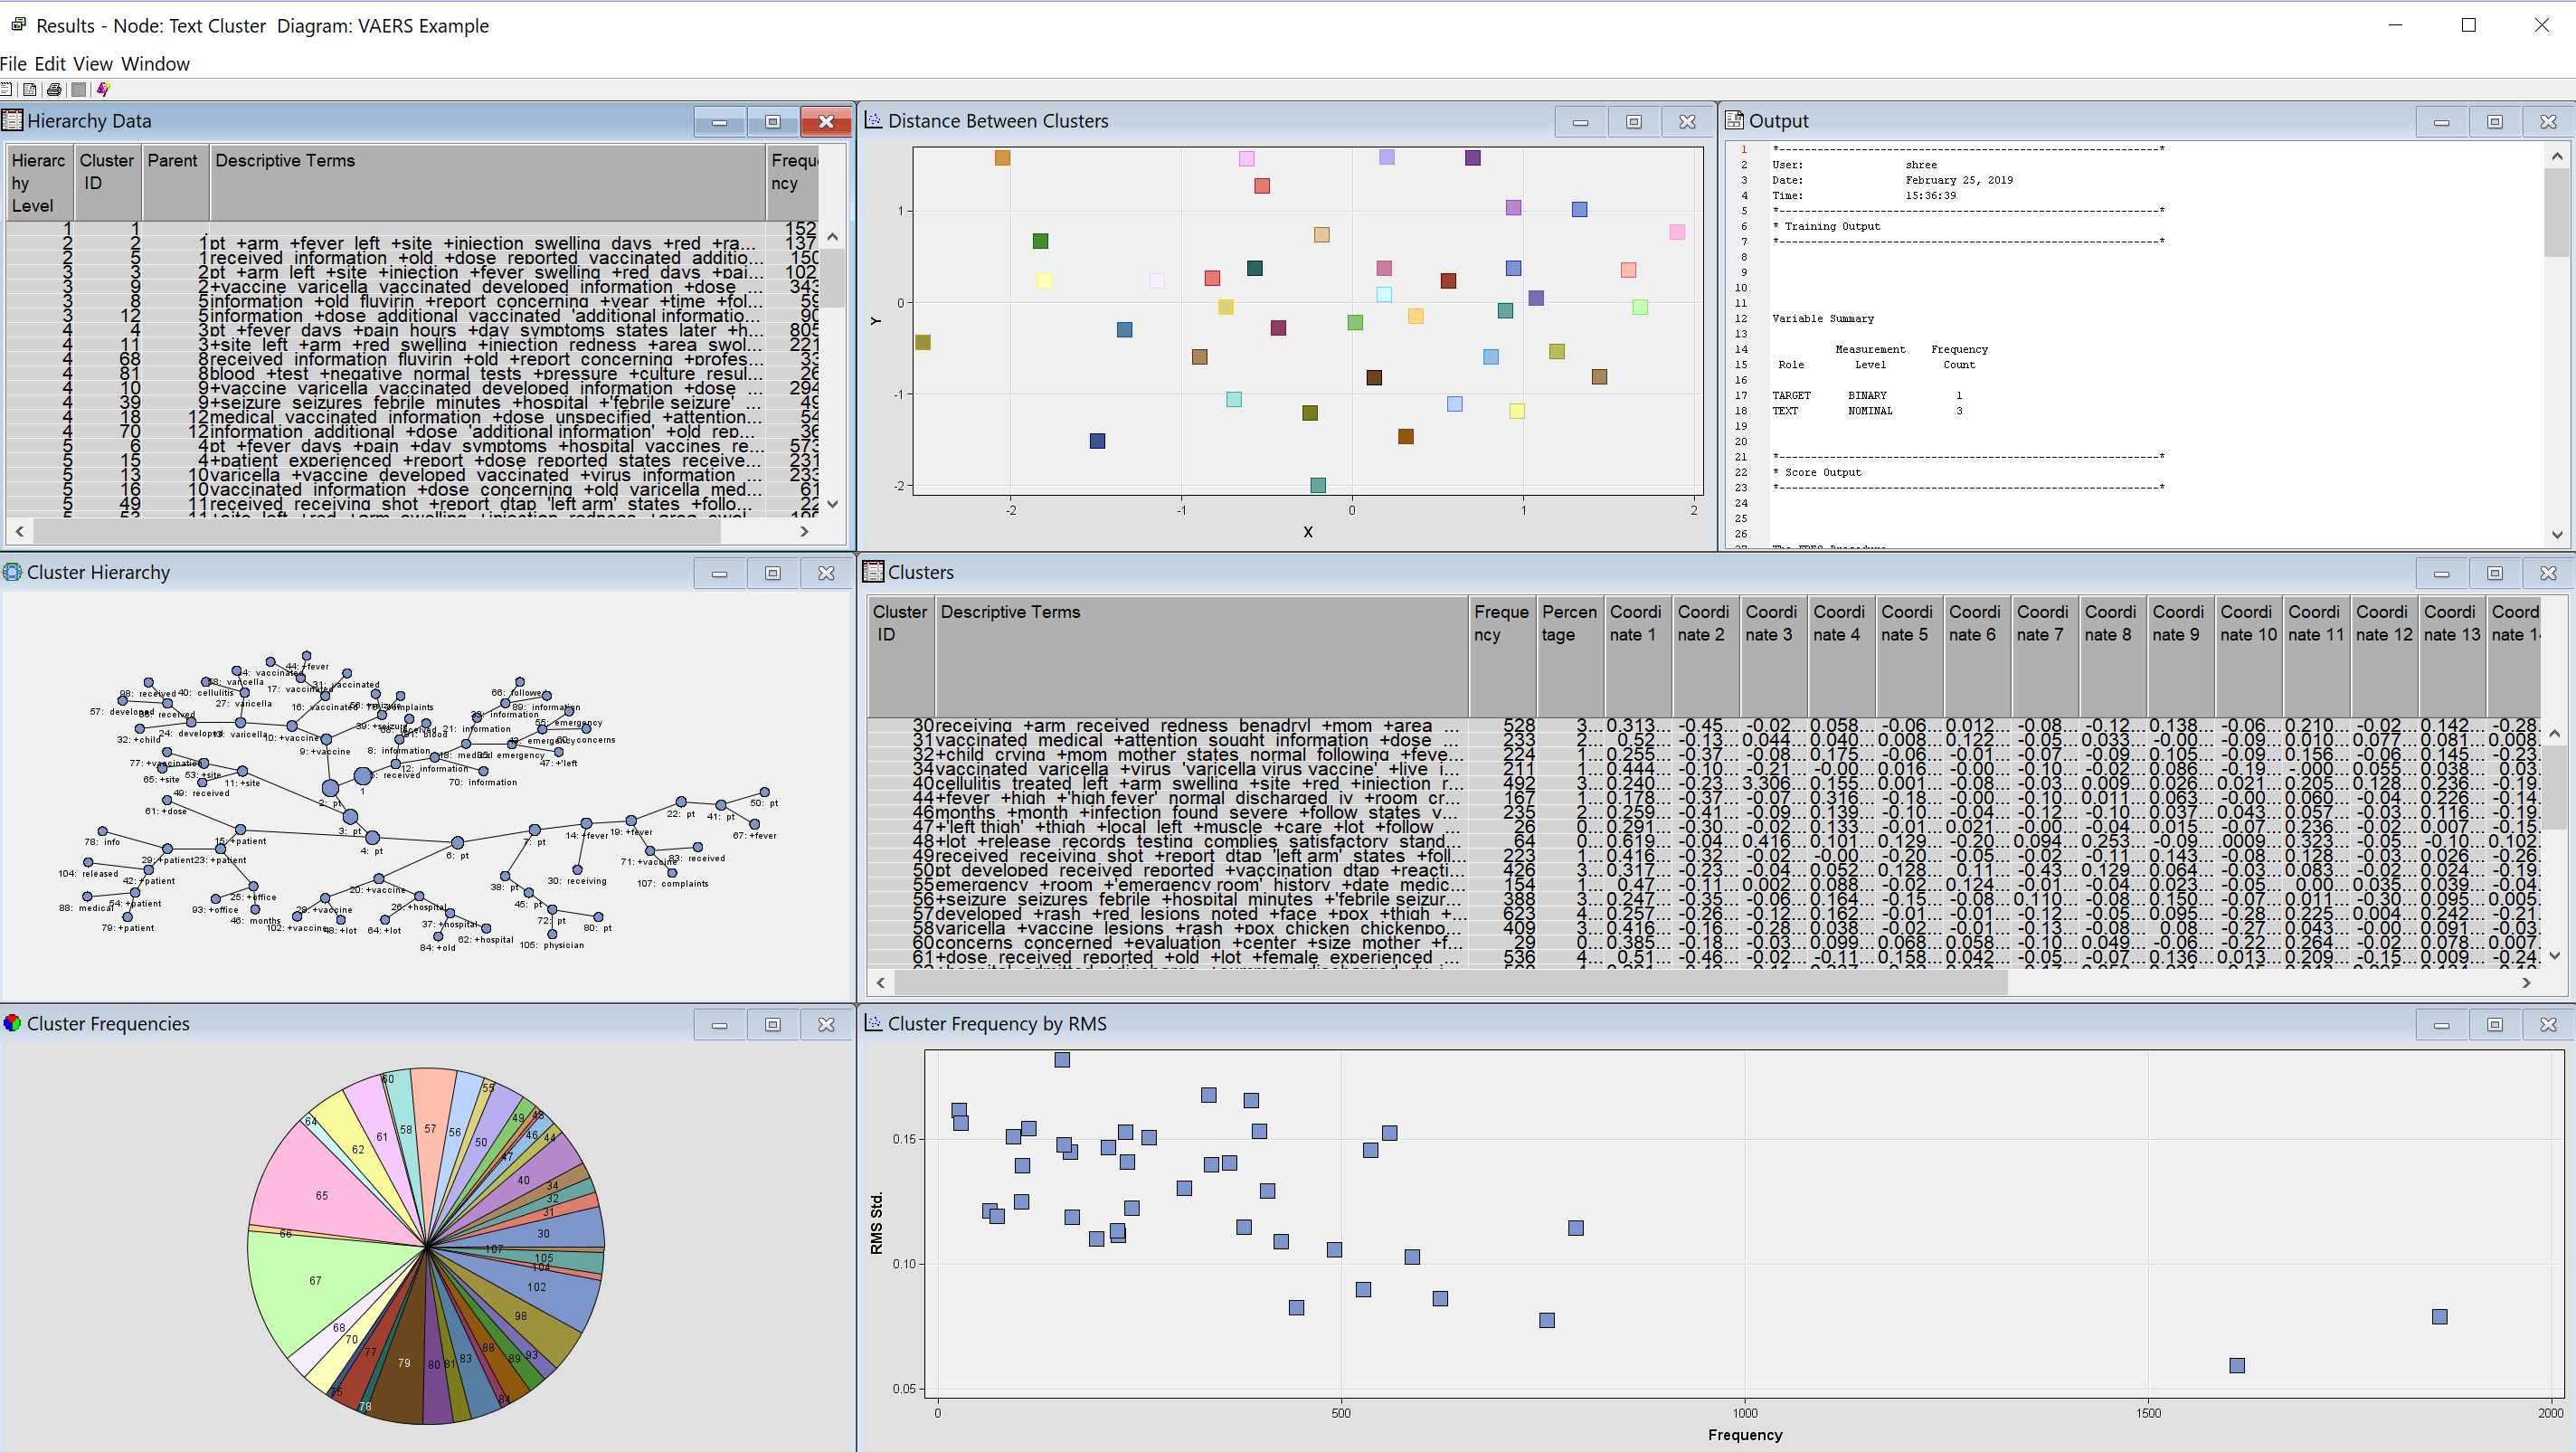 Results - Node: Text Cluster  Diagram: VAERS Example
File Edit View Window
Hierarchy Data
Hierarc hy Level	Cluster ID	Parent	Descriptive Terms	Frequ ncy
1	1	.		152
2	2	1	pt +arm +fever left +site +injection swelling days +red +ra...	137
2	5	1	received information +old +dose reported vaccinated additio...	150
3	3	2	pt +arm left +site +injection +fever swelling +red days +pai...	102
3	9	2	+vaccine varicella vaccinated developed information +dose ...	343
3	8	5	information +old fluvirin +report concerning +year +time +fol...	59
3	12	5	information +dose additional vaccinated 'additional informatio...	90
4	4	3	pt +fever days +pain hours +day symptoms states later +h...	805
4	11	3	+site left +arm +red swelling +injection redness +area swol...	221
4	68	8	received information fluvirin +old +report concerning +profes...	33
4	81	8	blood +test +negative normal tests +pressure +culture resul...	26
4	10	9	+vaccine varicella vaccinated developed information +dose ...	294
4	39	9	+seizure seizures febrile minutes +hospital +'febrile seizure' ...	49
4	18	12	medical vaccinated information +dose unspecified +attention...	54
4	70	12	information additional +dose 'additional information' +old rep...	36
5	6	4	pt +fever days +pain +day symptoms +hospital vaccines re...	573
5	15	4	+patient experienced +report +dose reported states receive...	231
5	13	10	varicella +vaccine developed vaccinated +virus information ...	233
5	16	10	vaccinated information +dose concerning +old varicella med...	61
5	49	11	received receiving shot +report dtap 'left arm' states +follo...	22
Distance Between Clusters
Y
1
0
-1
-2
-2 -1 0 1 2
X
Output
1 *---*
2 User: shree
3 Date: February 25, 2019
4 Time: 15:36:39
5 *---*
6 * Training Output
7 *---*
8
9
10
11
12 Variable Summary
13
14 Measurement Frequency
15 Role Level Count
16
17 TARGET BINARY 1
18 TEXT NOMINAL 3
19
20
21 *---*
22 * Score Output
23 *---*
24
25
26
Cluster Hierarchy
44: +fever
17: vaccinated
31: vaccinated
58: varicella
40: cellulitis
98: received
27: varicella
16: vaccinated
57: developed
32: +child
24: developed
10: +vaccine
9: +vaccine
39: +seizure
66: follower
89: information
21: information
55: emergency
8: information
47: +'left
12: information
70: information
77: +vaccination
65: +site
53: +site
11: +site
49: received
1
5: received
2: pt
61: +dose
3: pt
4: pt
6: pt
7: pt
14: +fever
19: +fever
22: pt
41: pt
50: pt
67: +fever
71: +vaccine
83: received
107: complaints
78: info
15: +patient
29: +patient
23: +patient
104: released
42: +patient
88: medical
54: +patient
79: +patient
25: +office
93: +office
46: months
20: +vaccine
28: +vaccine
102: +vaccine
48: +lot
64: +lot
26: +hospital
37: +hospital
84: +old
62: +hospital
38: pt
30: receiving
45: pt
72: pt
80: pt
105: physician
Clusters
Cluster ID	Descriptive Terms	Freque ncy	Percen tage	Coordi nate 1	Coordi nate 2	Coordi nate 3	Coordi nate 4	Coordi nate 5	Coordi nate 6	Coordi nate 7	Coordi nate 8	Coordi nate 9	Coordi nate 10	Coordi nate 11	Coordi nate 12	Coordi nate 13	Coord nate 14
30	receiving +arm received redness benadryl +mom +area ...	528	3...	0.313...	-0.45...	-0.02...	0.058...	-0.06...	0.012...	-0.08...	-0.12...	0.138...	-0.06...	0.210...	-0.02...	0.142...	-0.28...
31	vaccinated medical +attention sought information +dose ...	233	2...	0.52...	-0.13...	0.044...	0.040...	0.008...	0.122...	-0.05...	0.033...	-0.00...	-0.09...	0.010...	0.077...	0.081...	0.008...
32	+child crying +mom mother states normal following +feve...	224	1...	0.255...	-0.37...	-0.08...	0.175...	-0.06...	-0.01...	-0.07...	-0.09...	0.105...	-0.09...	0.156...	-0.06...	0.145...	-0.23...
34	vaccinated varicella +virus 'varicella virus vaccine' +live i...	211	1...	0.444...	-0.10...	-0.21...	-0.00...	0.016...	-0.00...	-0.10...	-0.02...	0.086...	-0.19...	-0.00...	0.055...	0.038...	0.03...
40	cellulitis treated left +arm swelling +site +red +injection r...	492	3...	0.240...	-0.23...	3.306...	0.155...	0.001...	-0.08...	-0.03...	0.009...	0.026...	0.021...	0.205...	0.128...	0.236...	-0.19...
44	+fever +high +'high fever' normal discharged iv +room cr...	167	1...	0.178...	-0.37...	-0.07...	0.316...	-0.18...	-0.00...	-0.10...	0.011...	0.063...	-0.00...	0.060...	-0.04...	0.226...	-0.14...
46	months +month +infection found severe +follow states v...	235	2...	0.259...	-0.41...	-0.09...	0.139...	-0.10...	-0.04...	-0.12...	-0.10...	0.037...	0.043...	0.057...	-0.03...	0.116...	-0.19...
47	+'left thigh' +thigh +local left +muscle +care +lot +follow	26	0...	0.291...	-0.30...	-0.02...	0.133...	-0.01...	0.021...	-0.00...	-0.04...	0.015...	-0.07...	0.236...	-0.02...	0.007...	-0.15...
48	+lot +release records testing complies satisfactory stand...	64	0...	0.619...	-0.04...	0.416...	0.101...	0.129...	-0.20...	0.094...	0.253...	-0.09...	.0009...	0.323...	-0.05...	-0.10...	0.102...
49	received receiving shot +report dtap 'left arm' states +foll...	223	1...	0.416...	-0.32...	-0.02...	-0.00...	-0.20...	-0.05...	-0.02...	-0.11...	0.143...	-0.08...	0.128...	-0.03...	0.026...	-0.26...
50	pt developed received reported +vaccination dtap +reacti...	426	3...	0.317...	-0.23...	-0.04...	0.052...	0.128...	0.11...	-0.43...	0.129...	0.064...	-0.03...	0.083...	-0.02...	0.024...	-0.19...
55	emergency +room +'emergency room' history +date medic...	154	1...	0.47...	-0.11...	0.002...	0.088...	-0.02...	0.124...	-0.01...	-0.04...	0.023...	-0.05...	0.00...	0.035...	0.039...	-0.04...
56	+seizure seizures febrile +hospital minutes +'febrile seizur...	388	3...	0.247...	-0.35...	-0.06...	0.164...	-0.15...	-0.08...	0.110...	-0.08...	0.150...	-0.07...	0.011...	-0.30...	0.095...	0.005...
57	developed +rash +red lesions noted +face +pox +thigh +...	623	4...	0.257...	-0.26...	-0.12...	0.162...	-0.01...	-0.01...	-0.12...	-0.05...	0.095...	-0.28...	0.225...	0.004...	0.242...	-0.21...
58	varicella +vaccine lesions +rash +pox chicken chickenpo...	409	3...	0.416...	-0.16...	-0.28...	0.038...	-0.02...	-0.01...	-0.13...	-0.08...	0.08...	-0.27...	0.043...	-0.00...	0.091...	-0.03...
60	concerns concerned +evaluation +center +size mother +f...	29	0...	0.385...	-0.18...	-0.03...	0.099...	0.068...	0.058...	-0.10...	0.049...	-0.06...	-0.22...	0.264...	-0.02...	0.078...	0.007...
61	+dose received reported +old +lot +female experienced ...	536	4...	0.51...	-0.46...	-0.02...	-0.11...	0.158...	0.042...	-0.05...	-0.07...	0.136...	0.013...	0.209...	-0.15...	0.009...	-0.24...
Cluster Frequencies
60 55 64 58 57 56 49 48 61 50 46 44 62 47 40 34 32 31 65 30 66 107 105 104 102 67 98 68 70 93 77 88 89 79 80 81 83 75 84 78
Cluster Frequency by RMS
RMS Std.
0.15
0.10
0.05
0 500 1000 1500 2000
Frequency